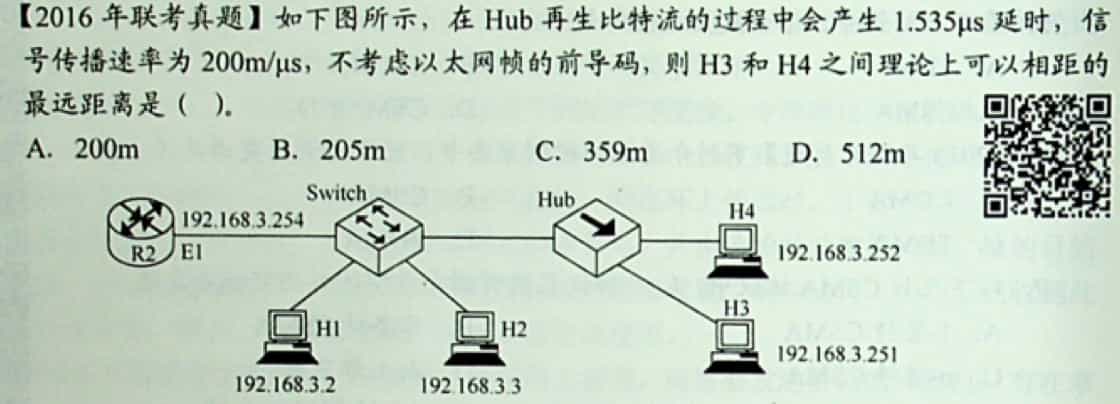 【2016 年联考真题】如下图所示，在 Hub 再生比特流的过程中会产生 1.535μs 延时，信
号传播速率为 200m/μs，不考虑以太网帧的前导码，则 H3 和 H4 之间理论上可以相距的
最远距离是（ ）。
A. 200m B. 205m C. 359m D. 512m
Switch Hub
H4
192.168.3.254
R2 E1
192.168.3.252
H3
H1 H2
192.168.3.251
192.168.3.2 192.168.3.3